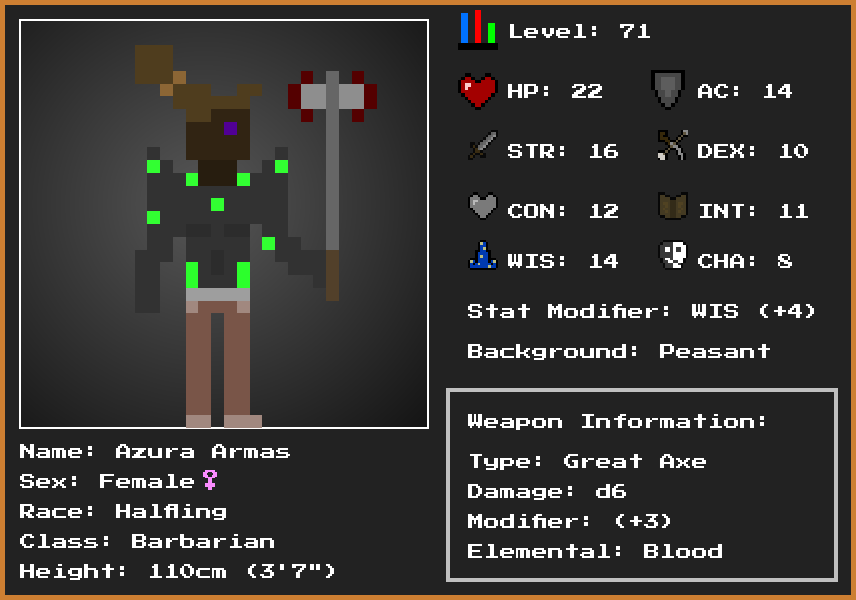 Level: 71
HP: 22
AC: 14
STR: 16
DEX: 10
CON: 12
INT: 11
WIS: 14
CHA: 8
Stat Modifier: WIS (+4)
Background: Peasant
Name: Azura Armas
Sex: Female♀
Race: Halfling
Class: Barbarian
Height: 110cm (3'7")
Weapon Information:
Type: Great Axe
Damage: d6
Modifier: (+3)
Elemental: Blood